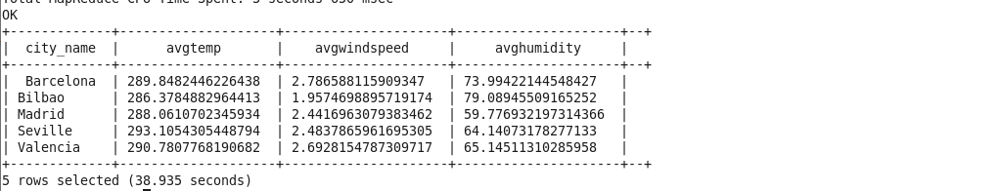 Total MapReduce CPU Time Spent: 5 seconds 650 msec
OK
+------------+--------------------+--------------------+--------------------+--+
| city_name | avgtemp | avgwindspeed | avghumidity |
+------------+--------------------+--------------------+--------------------+--+
| Barcelona | 289.8482446226438 | 2.786588115909347 | 73.99422144548427 |
| Bilbao | 286.3784882964413 | 1.9574698895719174 | 79.08945509165252 |
| Madrid | 288.0610702345934 | 2.4416963079383462 | 59.776932197314366 |
| Seville | 293.1054305448794 | 2.4837865961695305 | 64.14073178277133 |
| Valencia | 290.7807768190682 | 2.6928154787309717 | 65.14511310285958 |
+------------+--------------------+--------------------+--------------------+--+
5 rows selected (38.935 seconds)